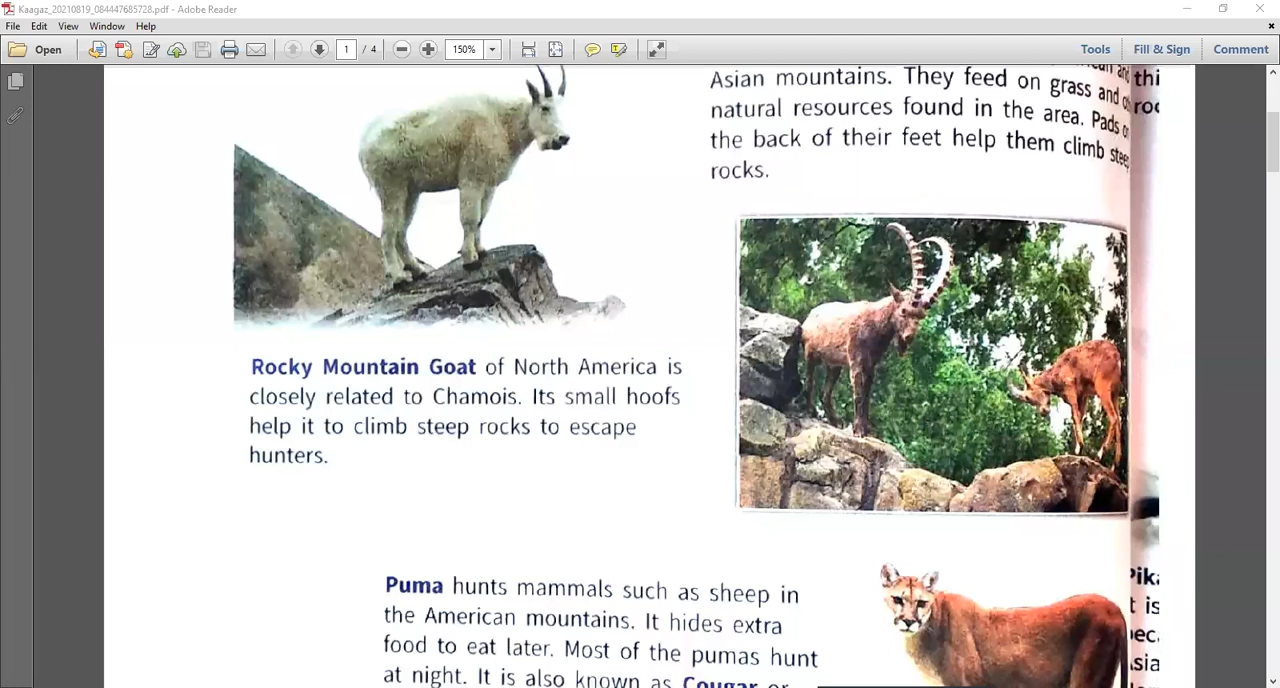 Kaagaz_20210819_084447685728.pdf - Adobe Reader
File Edit View Window Help
Open 1 / 4 150% Tools Fill & Sign Comment
Asian mountains. They feed on grass and
natural resources found in the area. Pads
the back of their feet help them climb
rocks.
Rocky Mountain Goat of North America is
closely related to Chamois. Its small hoofs
help it to climb steep rocks to escape
hunters.
Puma hunts mammals such as sheep in
the American mountains. It hides extra
food to eat later. Most of the pumas hunt
at night. It is also known as Cougar or